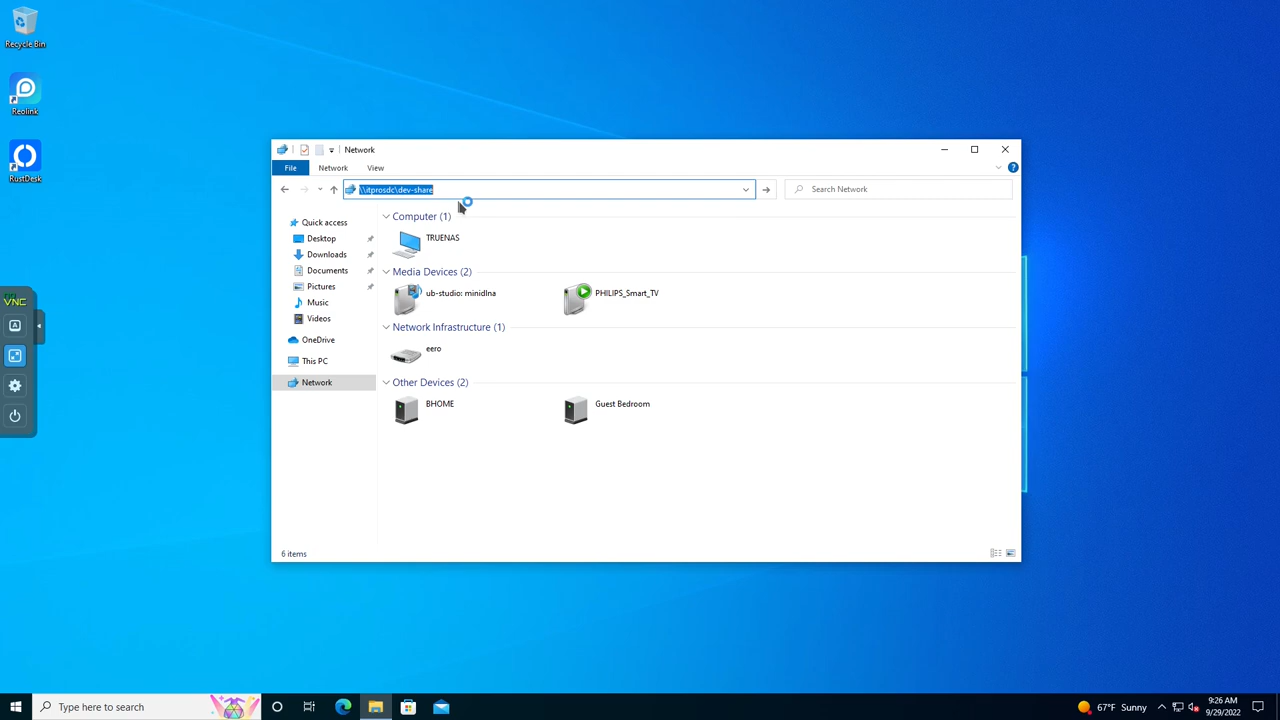 Recycle Bin
Reolink
RustDesk
VNC
Network
File
Network
View
\\itprosdc\dev-share
Search Network
Quick access
Desktop
Downloads
Documents
Pictures
Music
Videos
OneDrive
This PC
Network
Computer (1)
TRUENAS
Media Devices (2)
ub-studio: minidlna
PHILIPS_Smart_TV
Network Infrastructure (1)
eero
Other Devices (2)
BHOME
Guest Bedroom
6 items
Type here to search
67°F Sunny
9:26 AM
9/29/2022